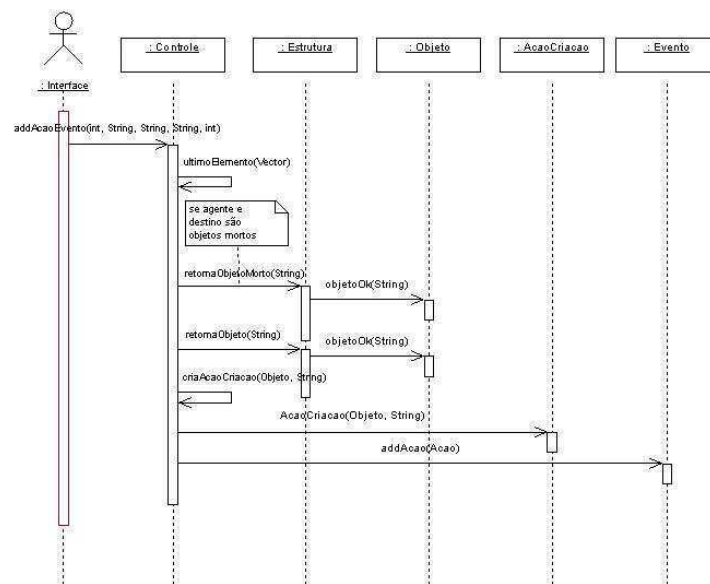 : Interface
: Controle
: Estrutura
: Objeto
: AcaoCriacao
: Evento
addAcaoEvento(int, String, String, String, int)
ultimoElemento(Vector)
se agente e
destino são
objetos mortos
retornaObjetoMorto(String)
objetoOk(String)
retornaObjeto(String)
objetoOk(String)
criaAcaoCriacao(Objeto, String)
AcaoCriacao(Objeto, String)
addAcao(Acao)